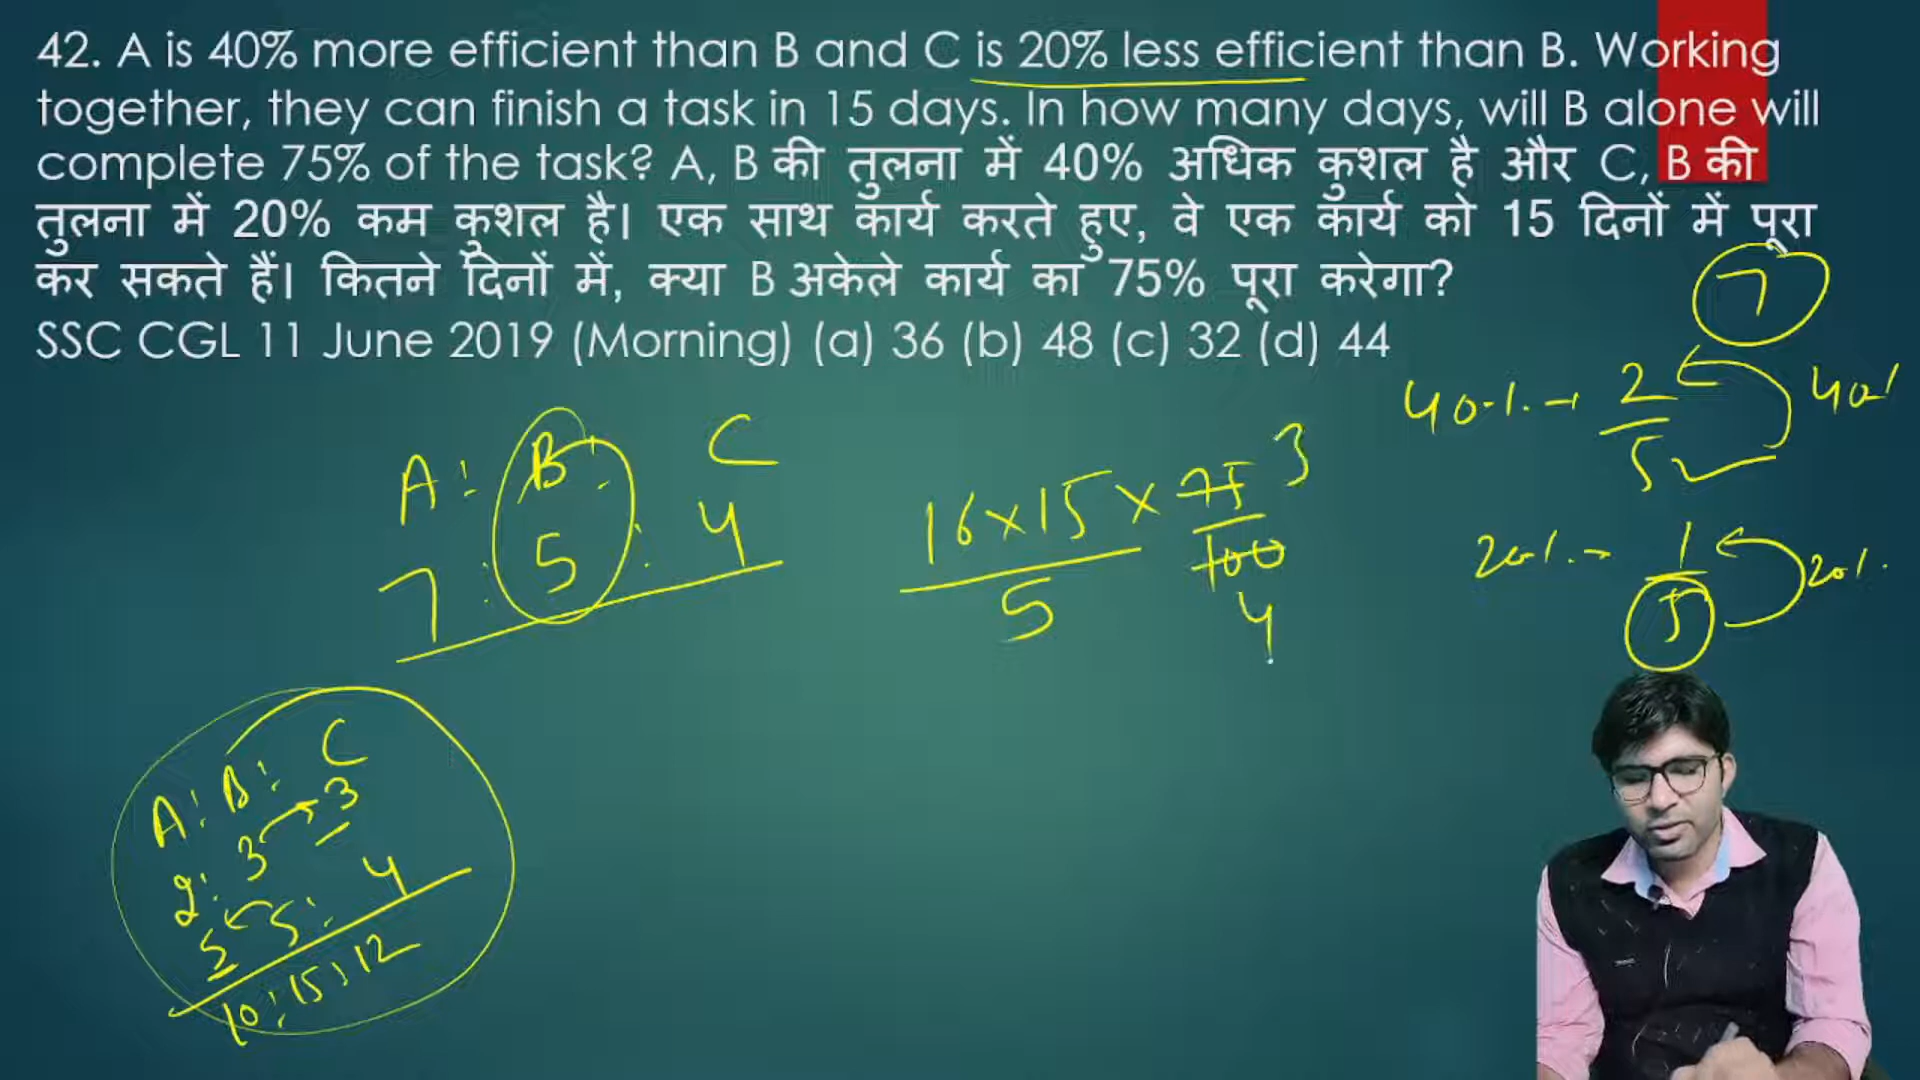 42. A is 40% more efficient than B and C is 20% less efficient than B. Working
together, they can finish a task in 15 days. In how many days, will B alone will
complete 75% of the task? A, B की तुलना में 40% अधिक कुशल है और C, B की
तुलना में 20% कम कुशल है। एक साथ कार्य करते हुए, वे एक कार्य को 15 दिनों में पूरा
कर सकते हैं। कितने दिनों में, क्या B अकेले कार्य का 75% पूरा करेगा?
SSC CGL 11 June 2019 (Morning) (a) 36 (b) 48 (c) 32 (d) 44
7
40% → 2/5 40%
20% → 1/5 20%
A : B : C
7 : 5 : 4
16×15×75 3
5 100
4
A : B : C
2 : 3 3
5 5 : 4
10 : 15 : 12